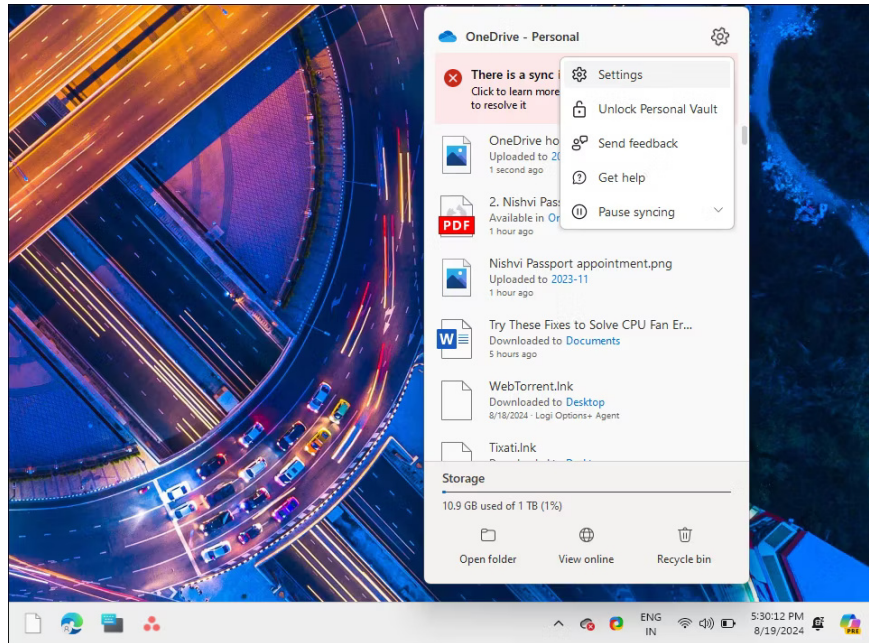 OneDrive - Personal
There is a sync
Click to learn more
to resolve it
Settings
Unlock Personal Vault
Send feedback
Get help
Pause syncing
OneDrive ho
Uploaded to 20
1 second ago
PDF
2. Nishvi Pas
Available in Or
1 hour ago
Nishvi Passport appointment.png
Uploaded to 2023-11
1 hour ago
W
Try These Fixes to Solve CPU Fan Er...
Downloaded to Documents
5 hours ago
WebTorrent.lnk
Downloaded to Desktop
8/18/2024 · Logi Options+ Agent
Tixati.lnk
Storage
10.9 GB used of 1 TB (1%)
Open folder
View online
Recycle bin
ENG
IN
5:30:12 PM
8/19/2024
PRE